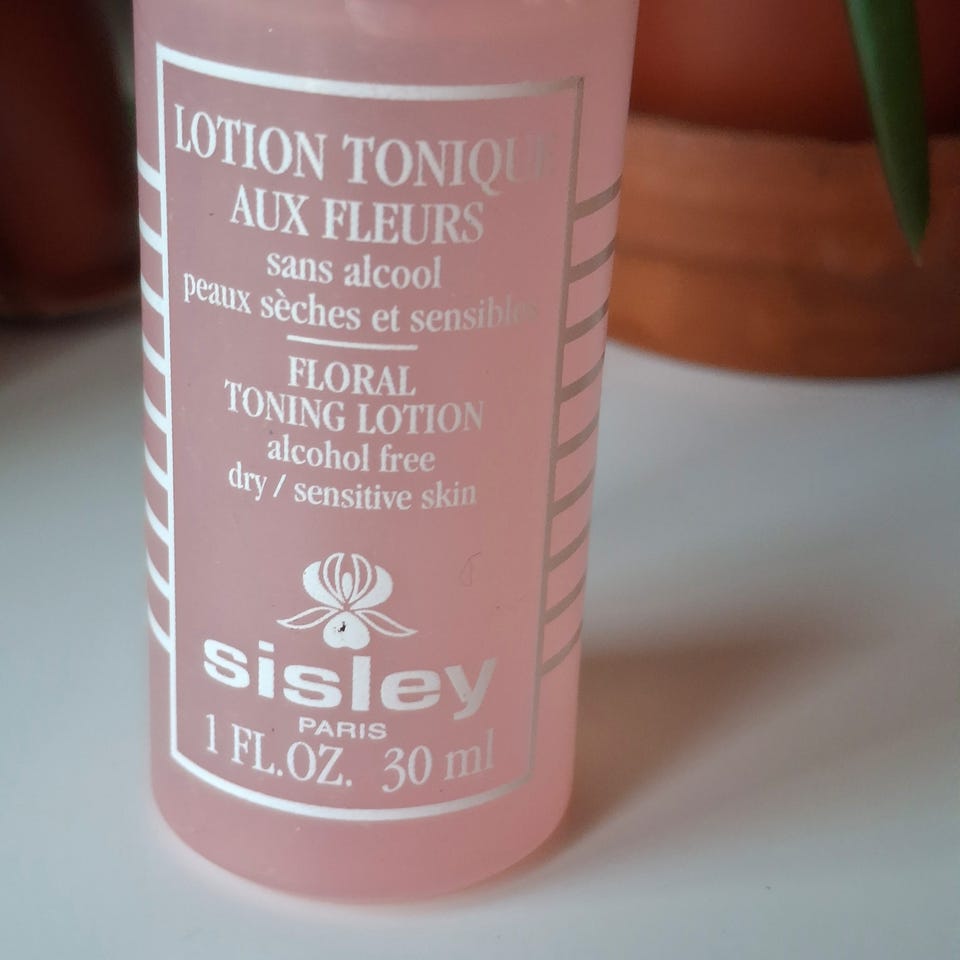 LOTION TONIQUE
AUX FLEURS
sans alcool
peaux sèches et sensibles
FLORAL
TONING LOTION
alcohol free
dry / sensitive skin
sisley
PARIS
1 FL.OZ. 30 ml